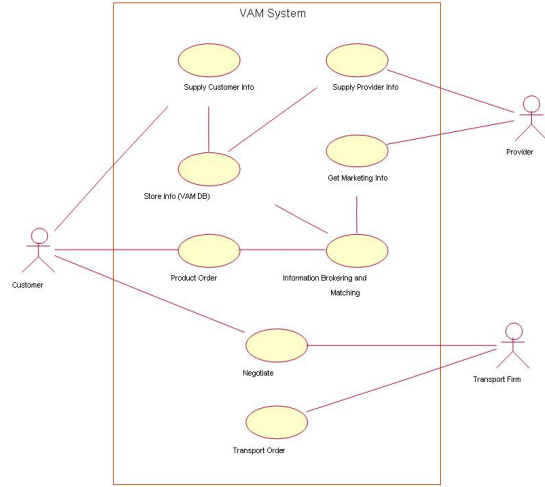 VAM System
Supply Customer Info
Supply Provider Info
Provider
Get Marketing Info
Store Info (VAM DB)
Customer
Product Order
Information Brokering and
Matching
Negotiate
Transport Firm
Transport Order